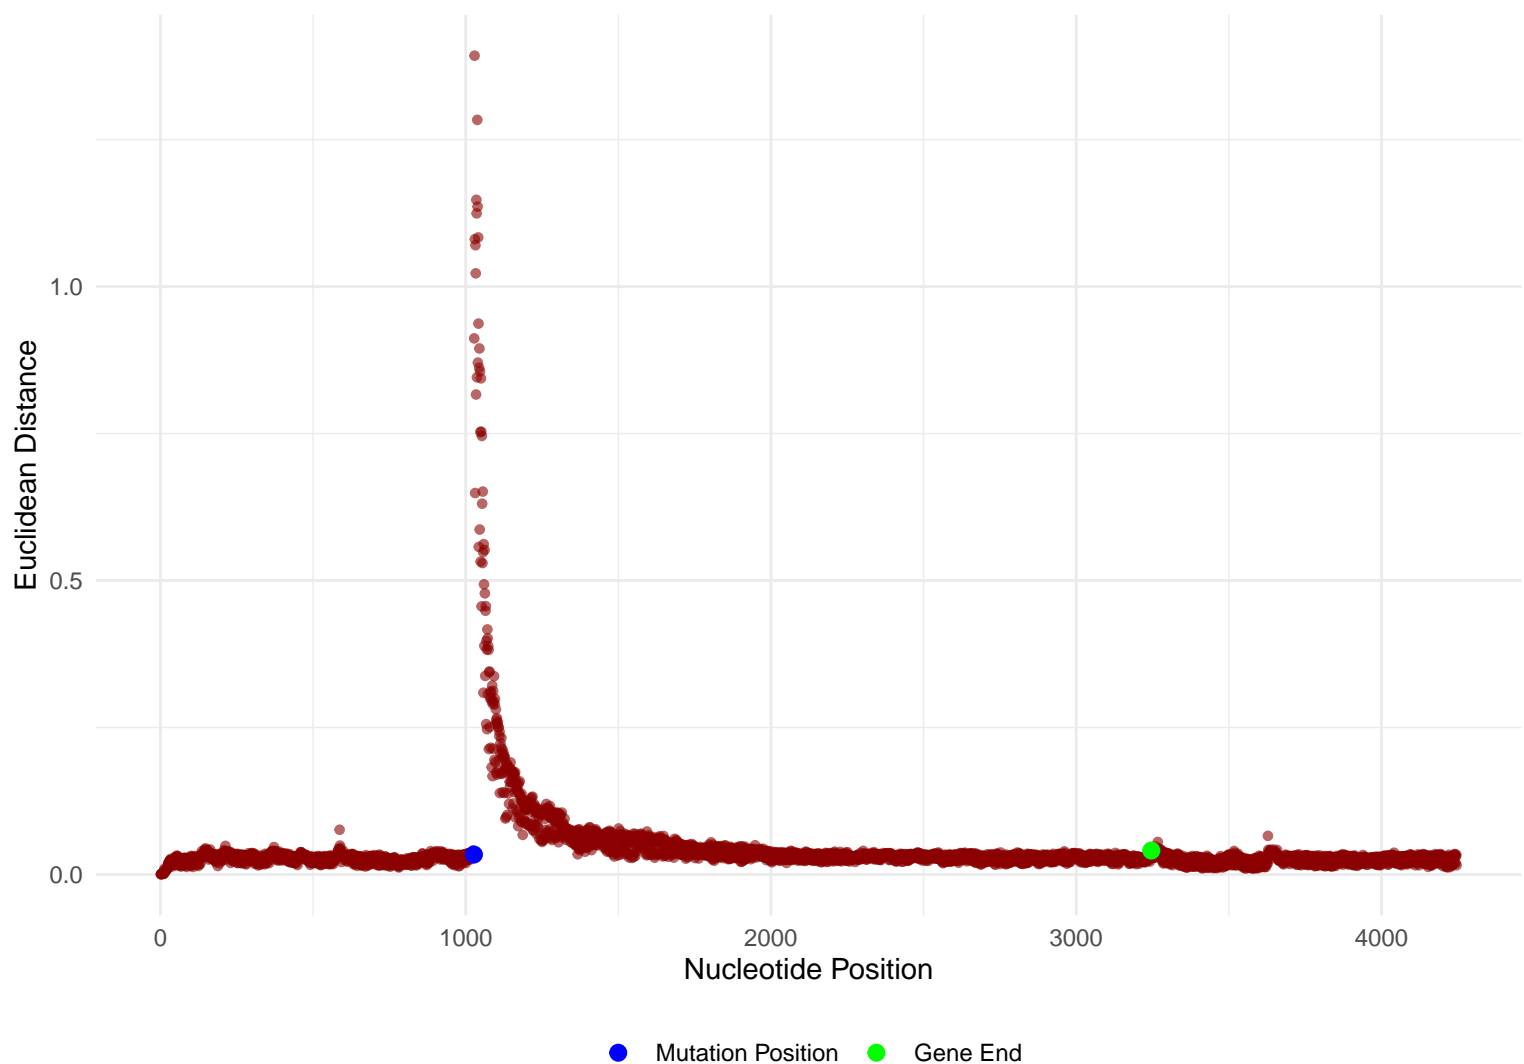 Euclidean Distance
1.0
0.5
0.0
0 1000 2000 3000 4000
Nucleotide Position
Mutation Position Gene End